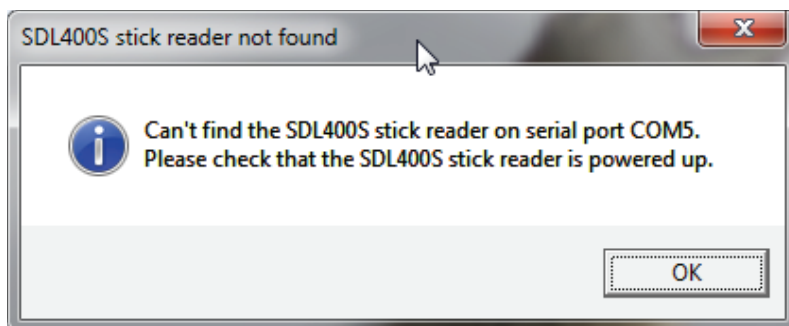 SDL400S stick reader not found
Can't find the SDL400S stick reader on serial port COM5.
Please check that the SDL400S stick reader is powered up.
OK